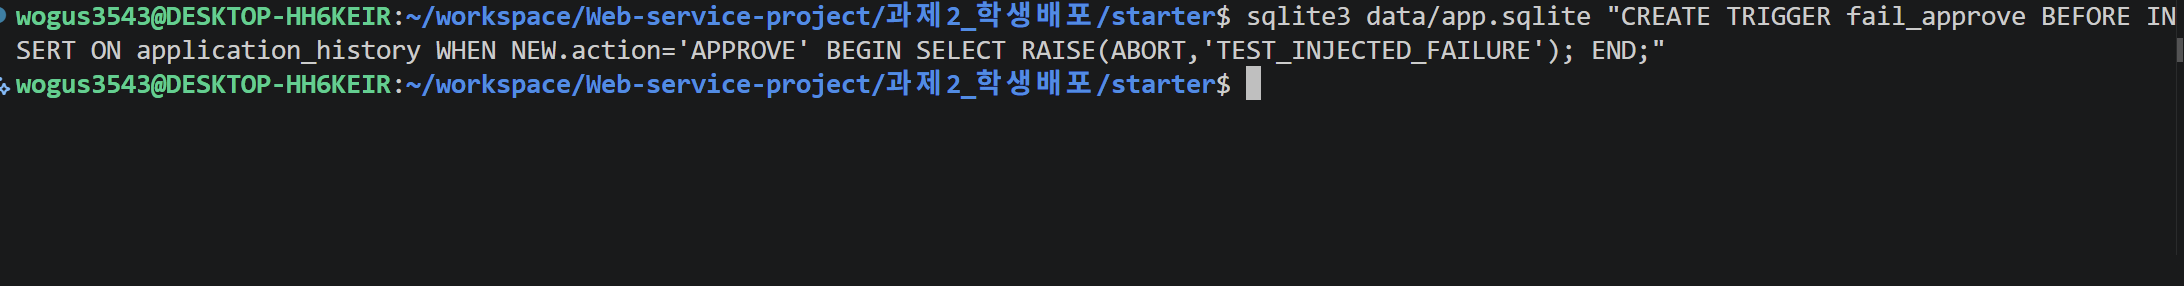 wogus3543@DESKTOP-HH6KEIR:~/workspace/Web-service-project/과제2_학생배포/starter$ sqlite3 data/app.sqlite "CREATE TRIGGER fail_approve BEFORE IN
SERT ON application_history WHEN NEW.action='APPROVE' BEGIN SELECT RAISE(ABORT,'TEST_INJECTED_FAILURE'); END;"
wogus3543@DESKTOP-HH6KEIR:~/workspace/Web-service-project/과제2_학생배포/starter$